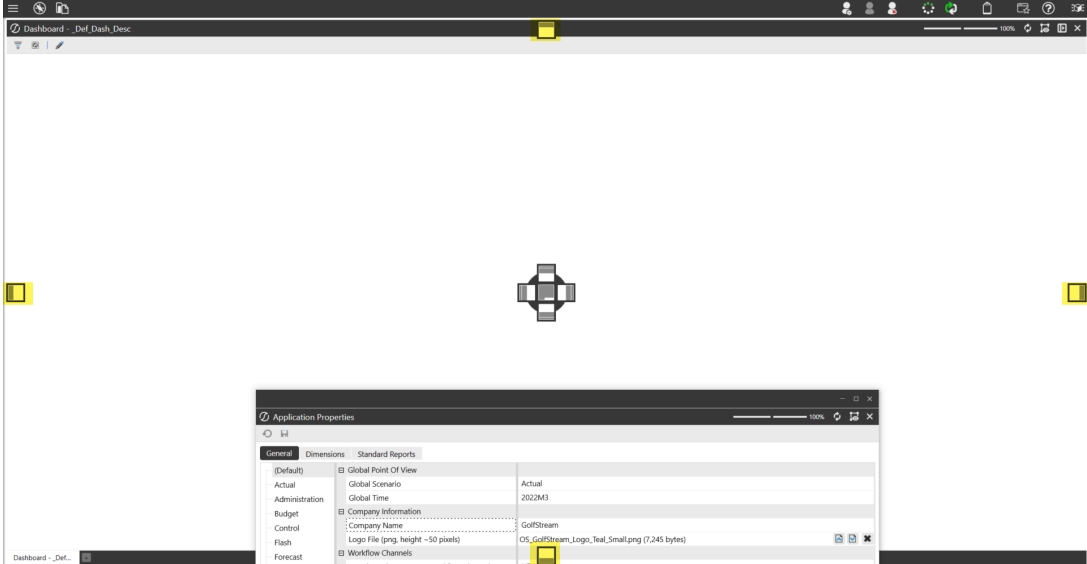 Dashboard - _Def_Dash_Desc
100%
Application Properties
100%
General Dimensions Standard Reports
(Default) Global Point Of View
Actual Global Scenario Actual
Administration Global Time 2022M3
Budget Company Information
Control Company Name GolfStream
Flash Logo File (png, height ~50 pixels) OS_GolfStream_Logo_Teal_Small.png (7,245 bytes)
Forecast Workflow Channels
Dashboard - _Def...